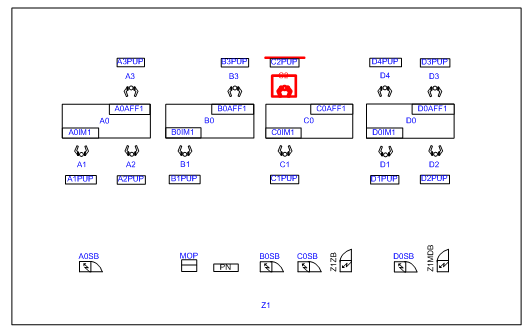 A3PUP B3PUP C2PUP D4PUP D3PUP
A3 B3 C2 D4 D3
A0AFF1 B0AFF1 C0AFF1 D0AFF1
A0 B0 C0 D0
A0IM1 B0IM1 C0IM1 D0IM1
A1 A2 B1 C1 D1 D2
A1PUP A2PUP B1PUP C1PUP D1PUP D2PUP
A0SB MOP B0SB C0SB Z1ZB D0SB Z1MDB
PN
Z1